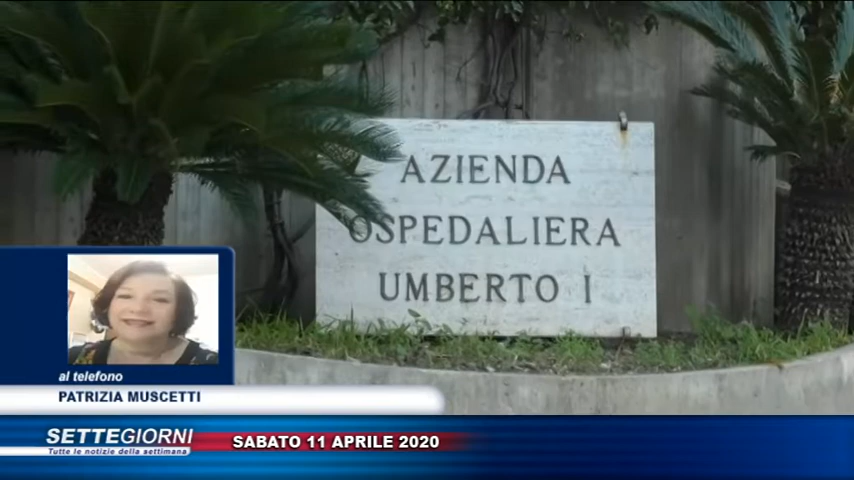 AZIENDA
OSPEDALIERA
UMBERTO I
al telefono
PATRIZIA MUSCETTI
SETTEGIORNI
Tutte le notizie della settimana
SABATO 11 APRILE 2020